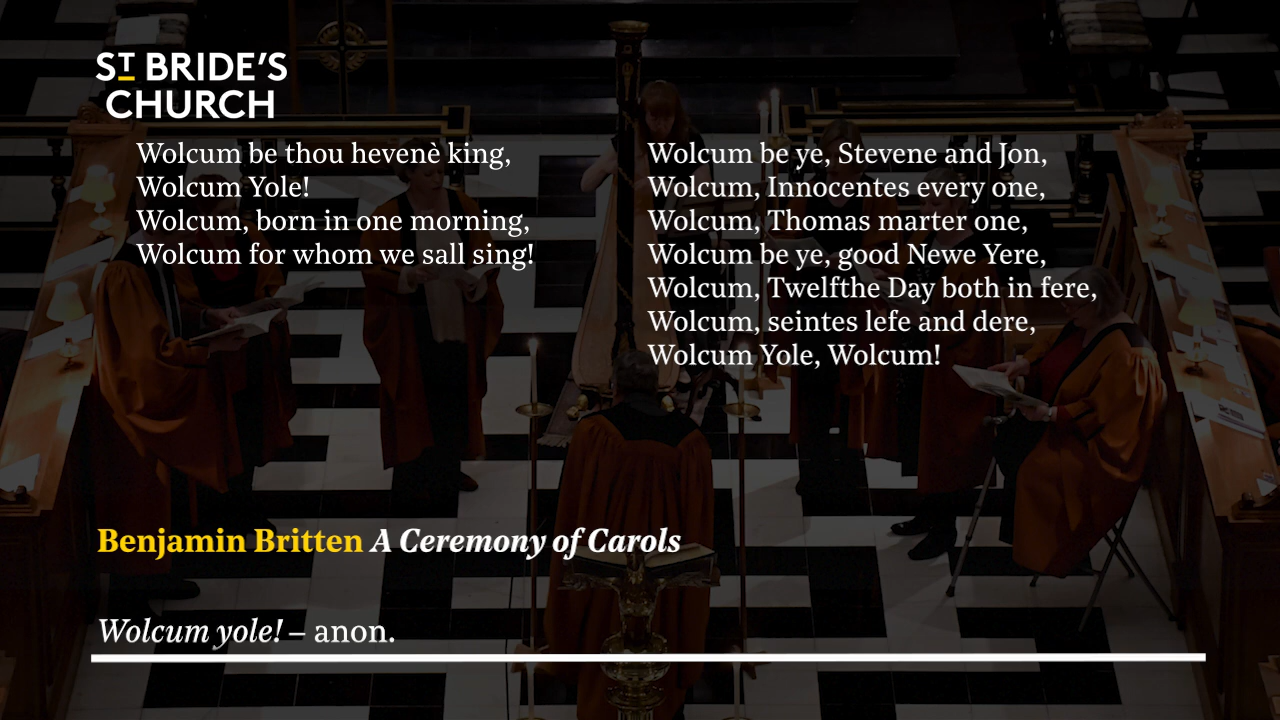 ST BRIDE'S
CHURCH
Wolcum be thou hevenè king,
Wolcum Yole!
Wolcum, born in one morning,
Wolcum for whom we sall sing!
Wolcum be ye, Stevene and Jon,
Wolcum, Innocentes every one,
Wolcum, Thomas marter one,
Wolcum be ye, good Newe Yere,
Wolcum, Twelfthe Day both in fere,
Wolcum, seintes lefe and dere,
Wolcum Yole, Wolcum!
Benjamin Britten A Ceremony of Carols
Wolcum yole! – anon.